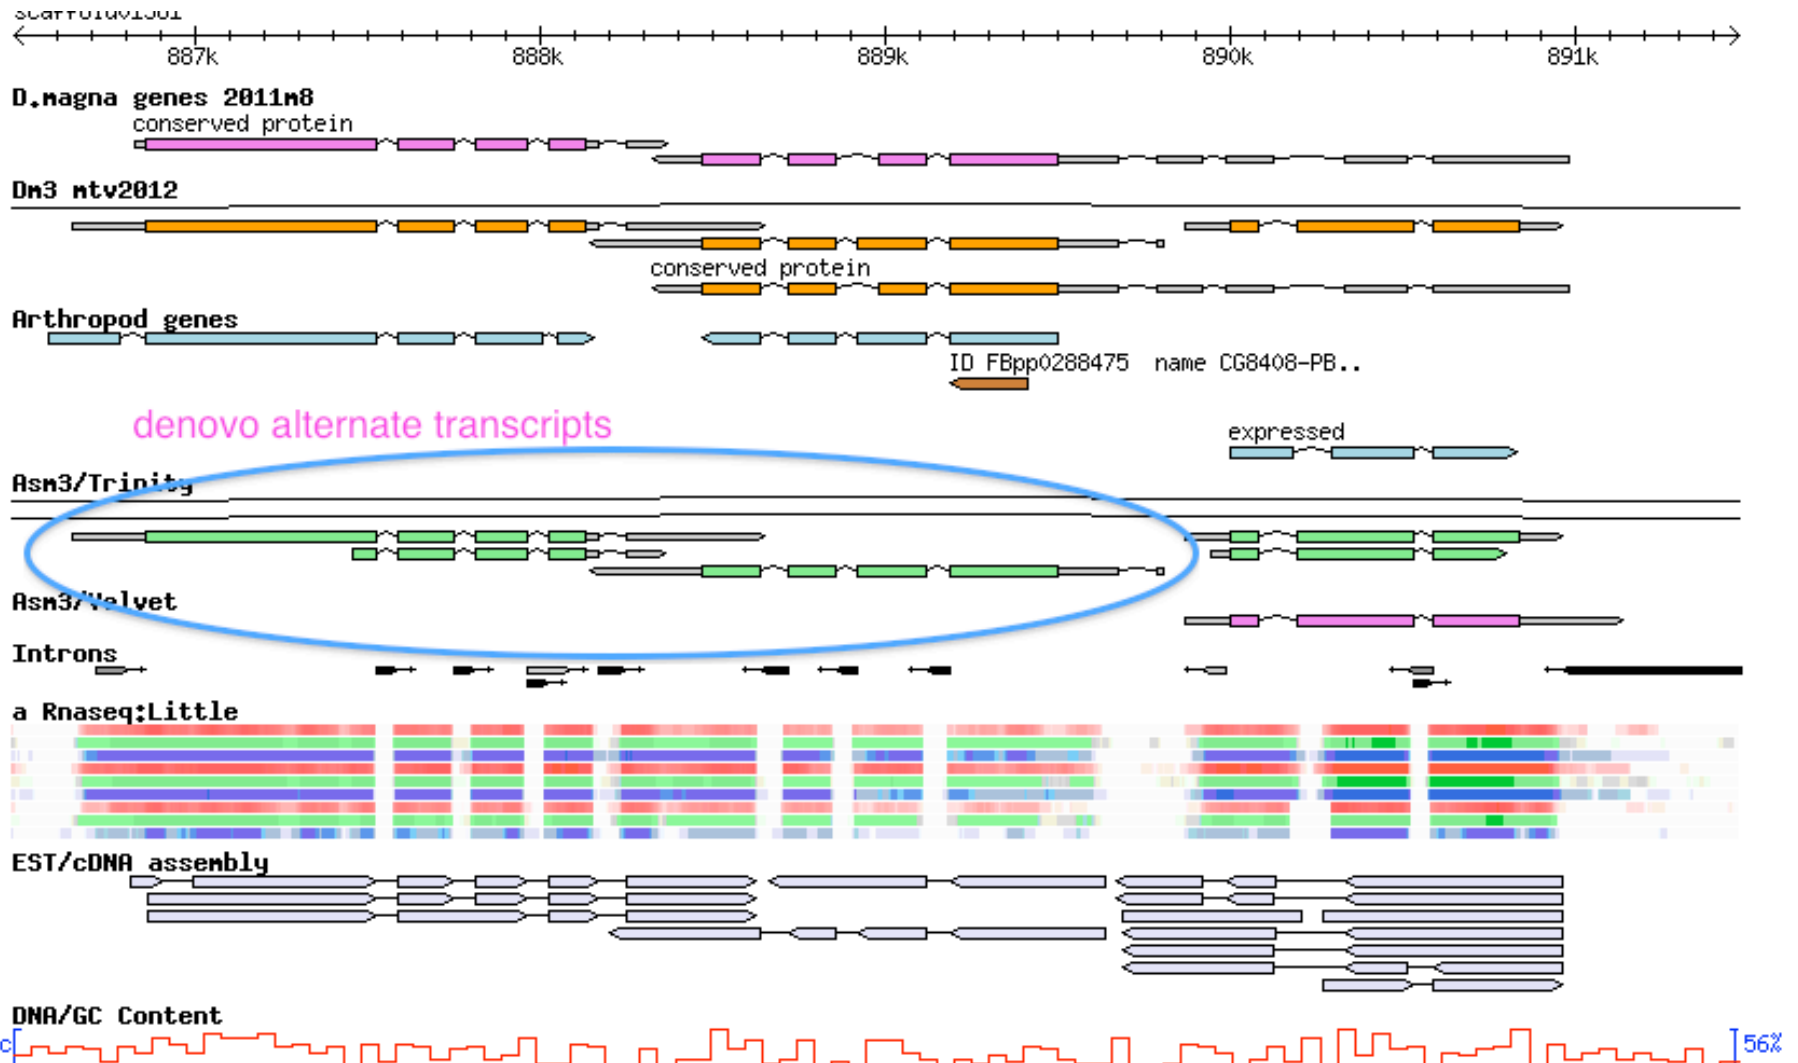 887k 888k 889k 890k 891k
D.magna genes 2011m8
conserved protein
Dm3 mtv2012
conserved protein
Arthropod genes
ID FBpp0288475 name CG8408-PB..
denovo alternate transcripts
expressed
Asm3/Trinity
Asm3/Velvet
Introns
a Rnaseq:Little
EST/cDNA assembly
DNA/GC Content
c 56%